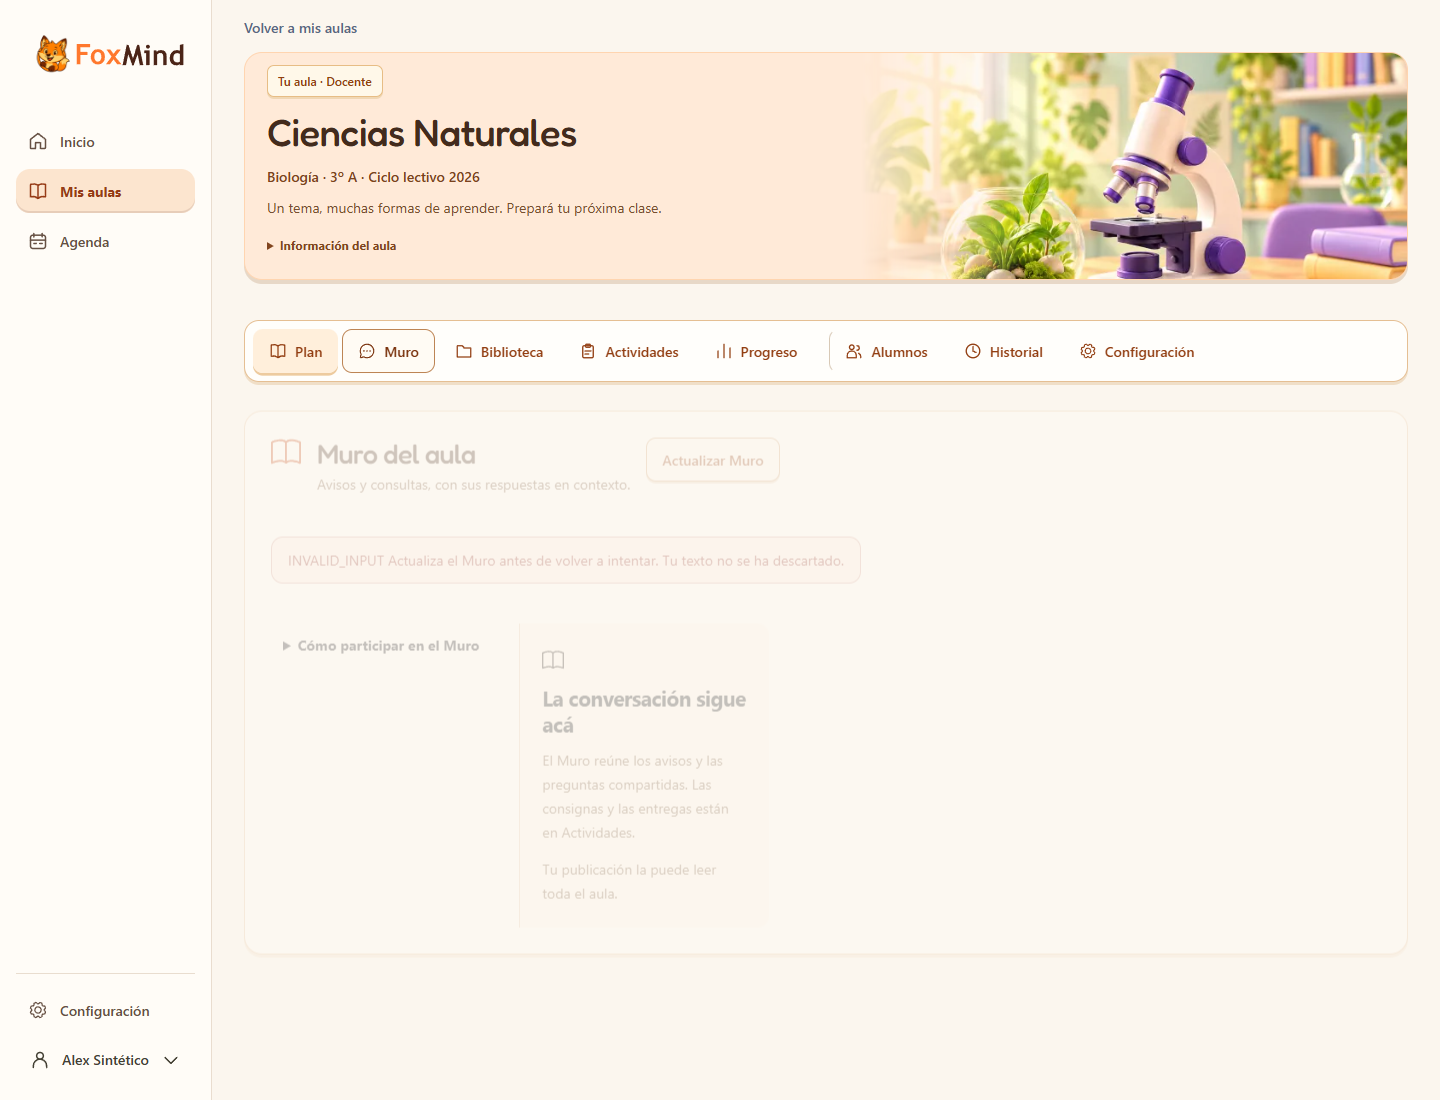 FoxMind
Inicio
Mis aulas
Agenda
Configuración
Alex Sintético
Volver a mis aulas
Tu aula · Docente
Ciencias Naturales
Biología · 3º A · Ciclo lectivo 2026
Un tema, muchas formas de aprender. Prepará tu próxima clase.
Información del aula
Plan
Muro
Biblioteca
Actividades
Progreso
Alumnos
Historial
Configuración
Muro del aula
Avisos y consultas, con sus respuestas en contexto.
Actualizar Muro
INVALID_INPUT Actualiza el Muro antes de volver a intentar. Tu texto no se ha descartado.
Cómo participar en el Muro
La conversación sigue
acá
El Muro reúne los avisos y las
preguntas compartidas. Las
consignas y las entregas están
en Actividades.
Tu publicación la puede leer
toda el aula.